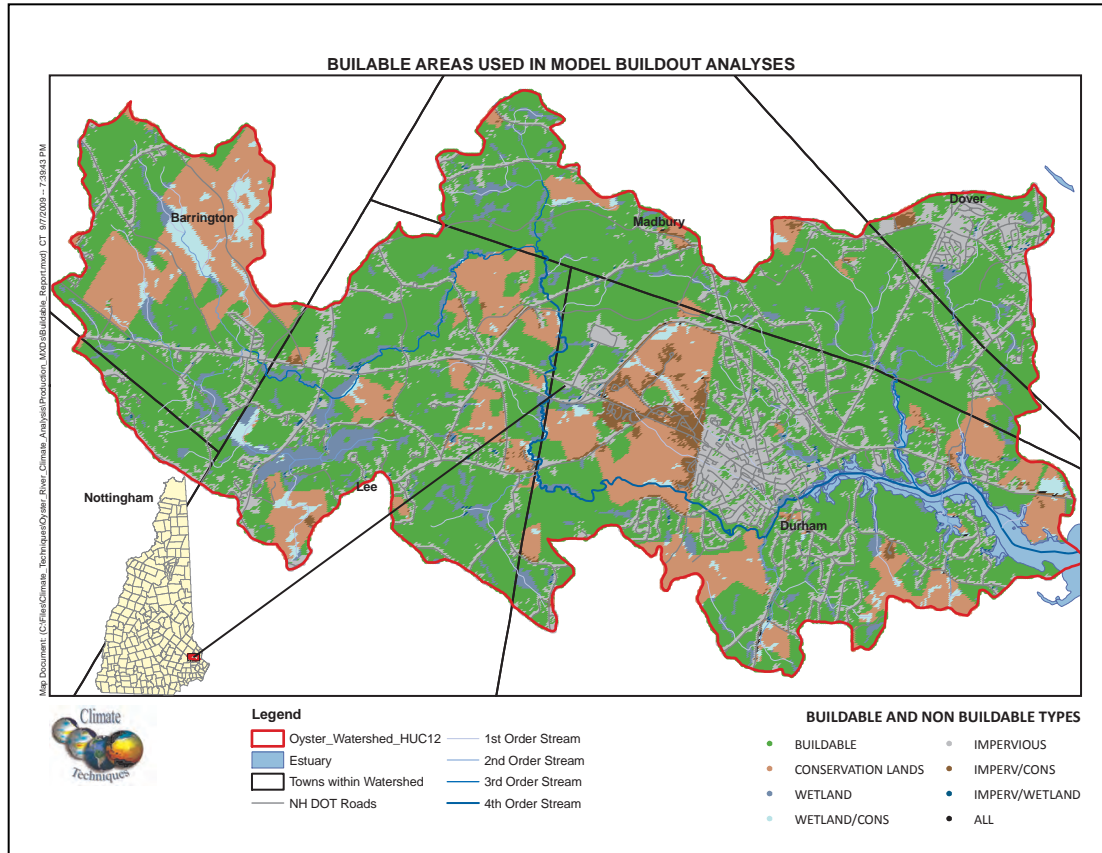 BUILABLE AREAS USED IN MODEL BUILDOUT ANALYSES
Map Document: (C:\Files\Climate_Techniques\Oyster_River_Climate_Analysis\Production_MXDs\Buildable_Report.mxd) CT 9/7/2009 -- 7:39:43 PM
Barrington
Madbury
Dover
Nottingham
Lee
Durham
Climate
Techniques
Legend
Oyster_Watershed_HUC12
Estuary
Towns within Watershed
NH DOT Roads
1st Order Stream
2nd Order Stream
3rd Order Stream
4th Order Stream
BUILDABLE AND NON BUILDABLE TYPES
BUILDABLE
CONSERVATION LANDS
WETLAND
WETLAND/CONS
IMPERVIOUS
IMPERV/CONS
IMPERV/WETLAND
ALL